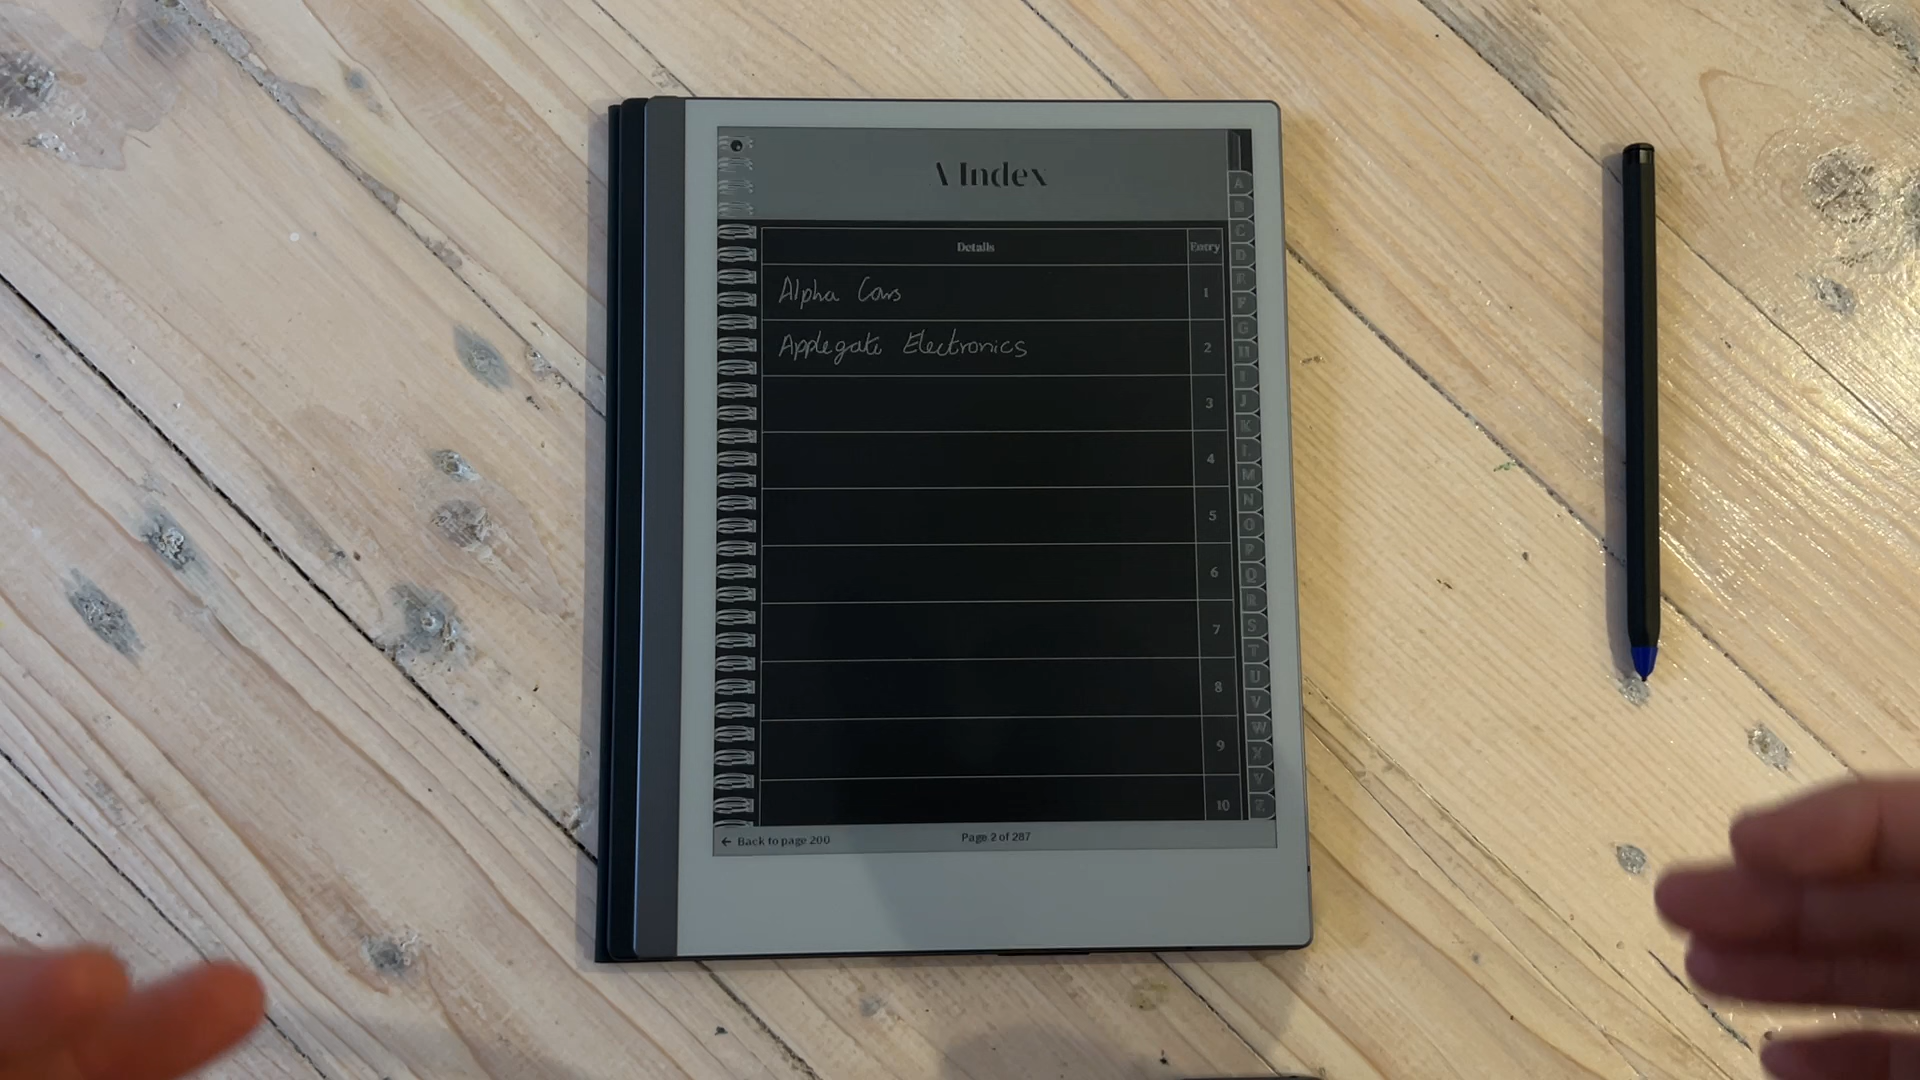 A Index
Details Entry
Alpha Cars 1
Applegate Electronics 2
3
4
5
6
7
8
9
10
A
B
C
D
E
F
G
H
I
J
K
L
M
N
O
P
Q
R
S
T
U
V
W
X
Y
Z
← Back to page 200 Page 2 of 287